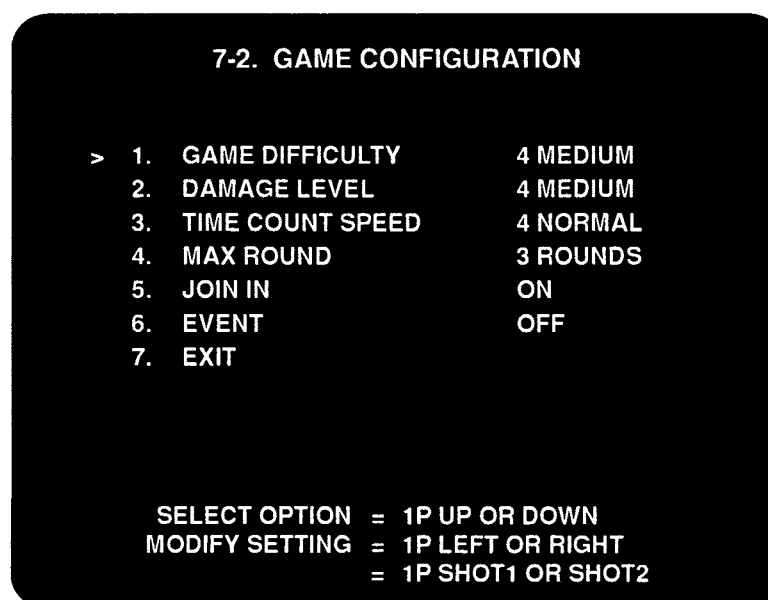 7-2. GAME CONFIGURATION
> 1. GAME DIFFICULTY 4 MEDIUM
2. DAMAGE LEVEL 4 MEDIUM
3. TIME COUNT SPEED 4 NORMAL
4. MAX ROUND 3 ROUNDS
5. JOIN IN ON
6. EVENT OFF
7. EXIT
SELECT OPTION = 1P UP OR DOWN
MODIFY SETTING = 1P LEFT OR RIGHT
= 1P SHOT1 OR SHOT2